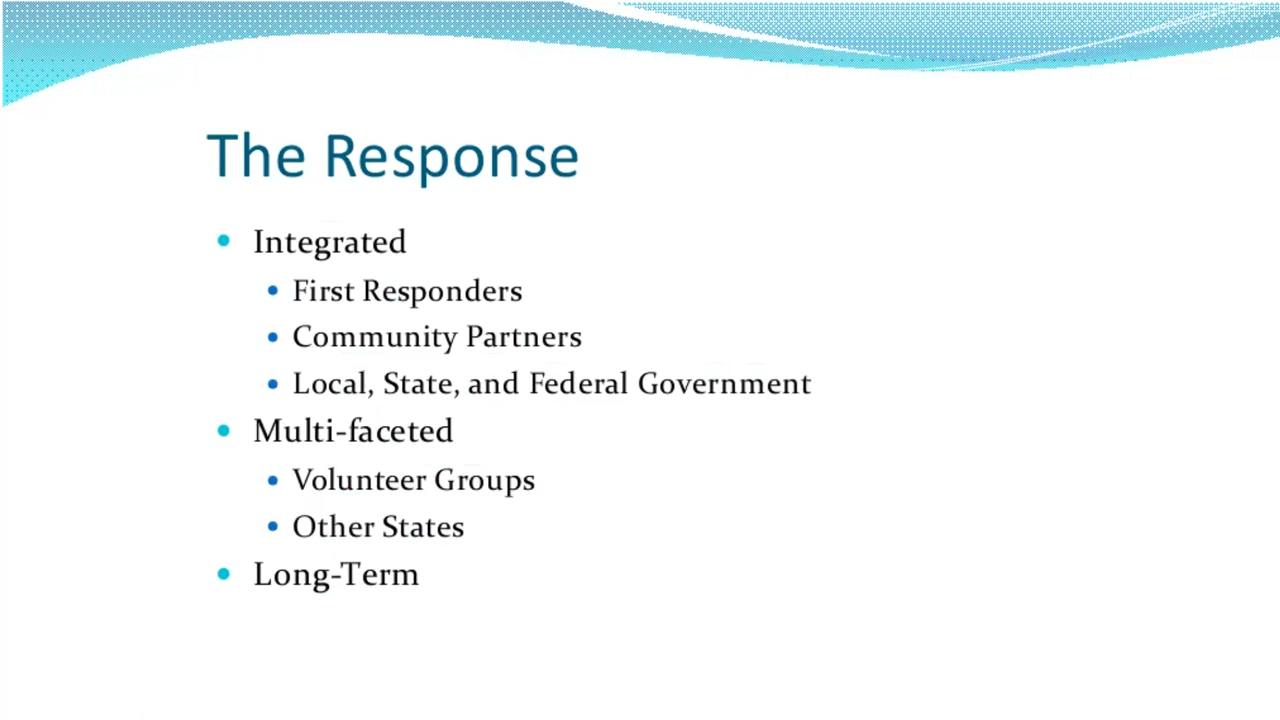 The Response
Integrated
First Responders
Community Partners
Local, State, and Federal Government
Multi-faceted
Volunteer Groups
Other States
Long-Term